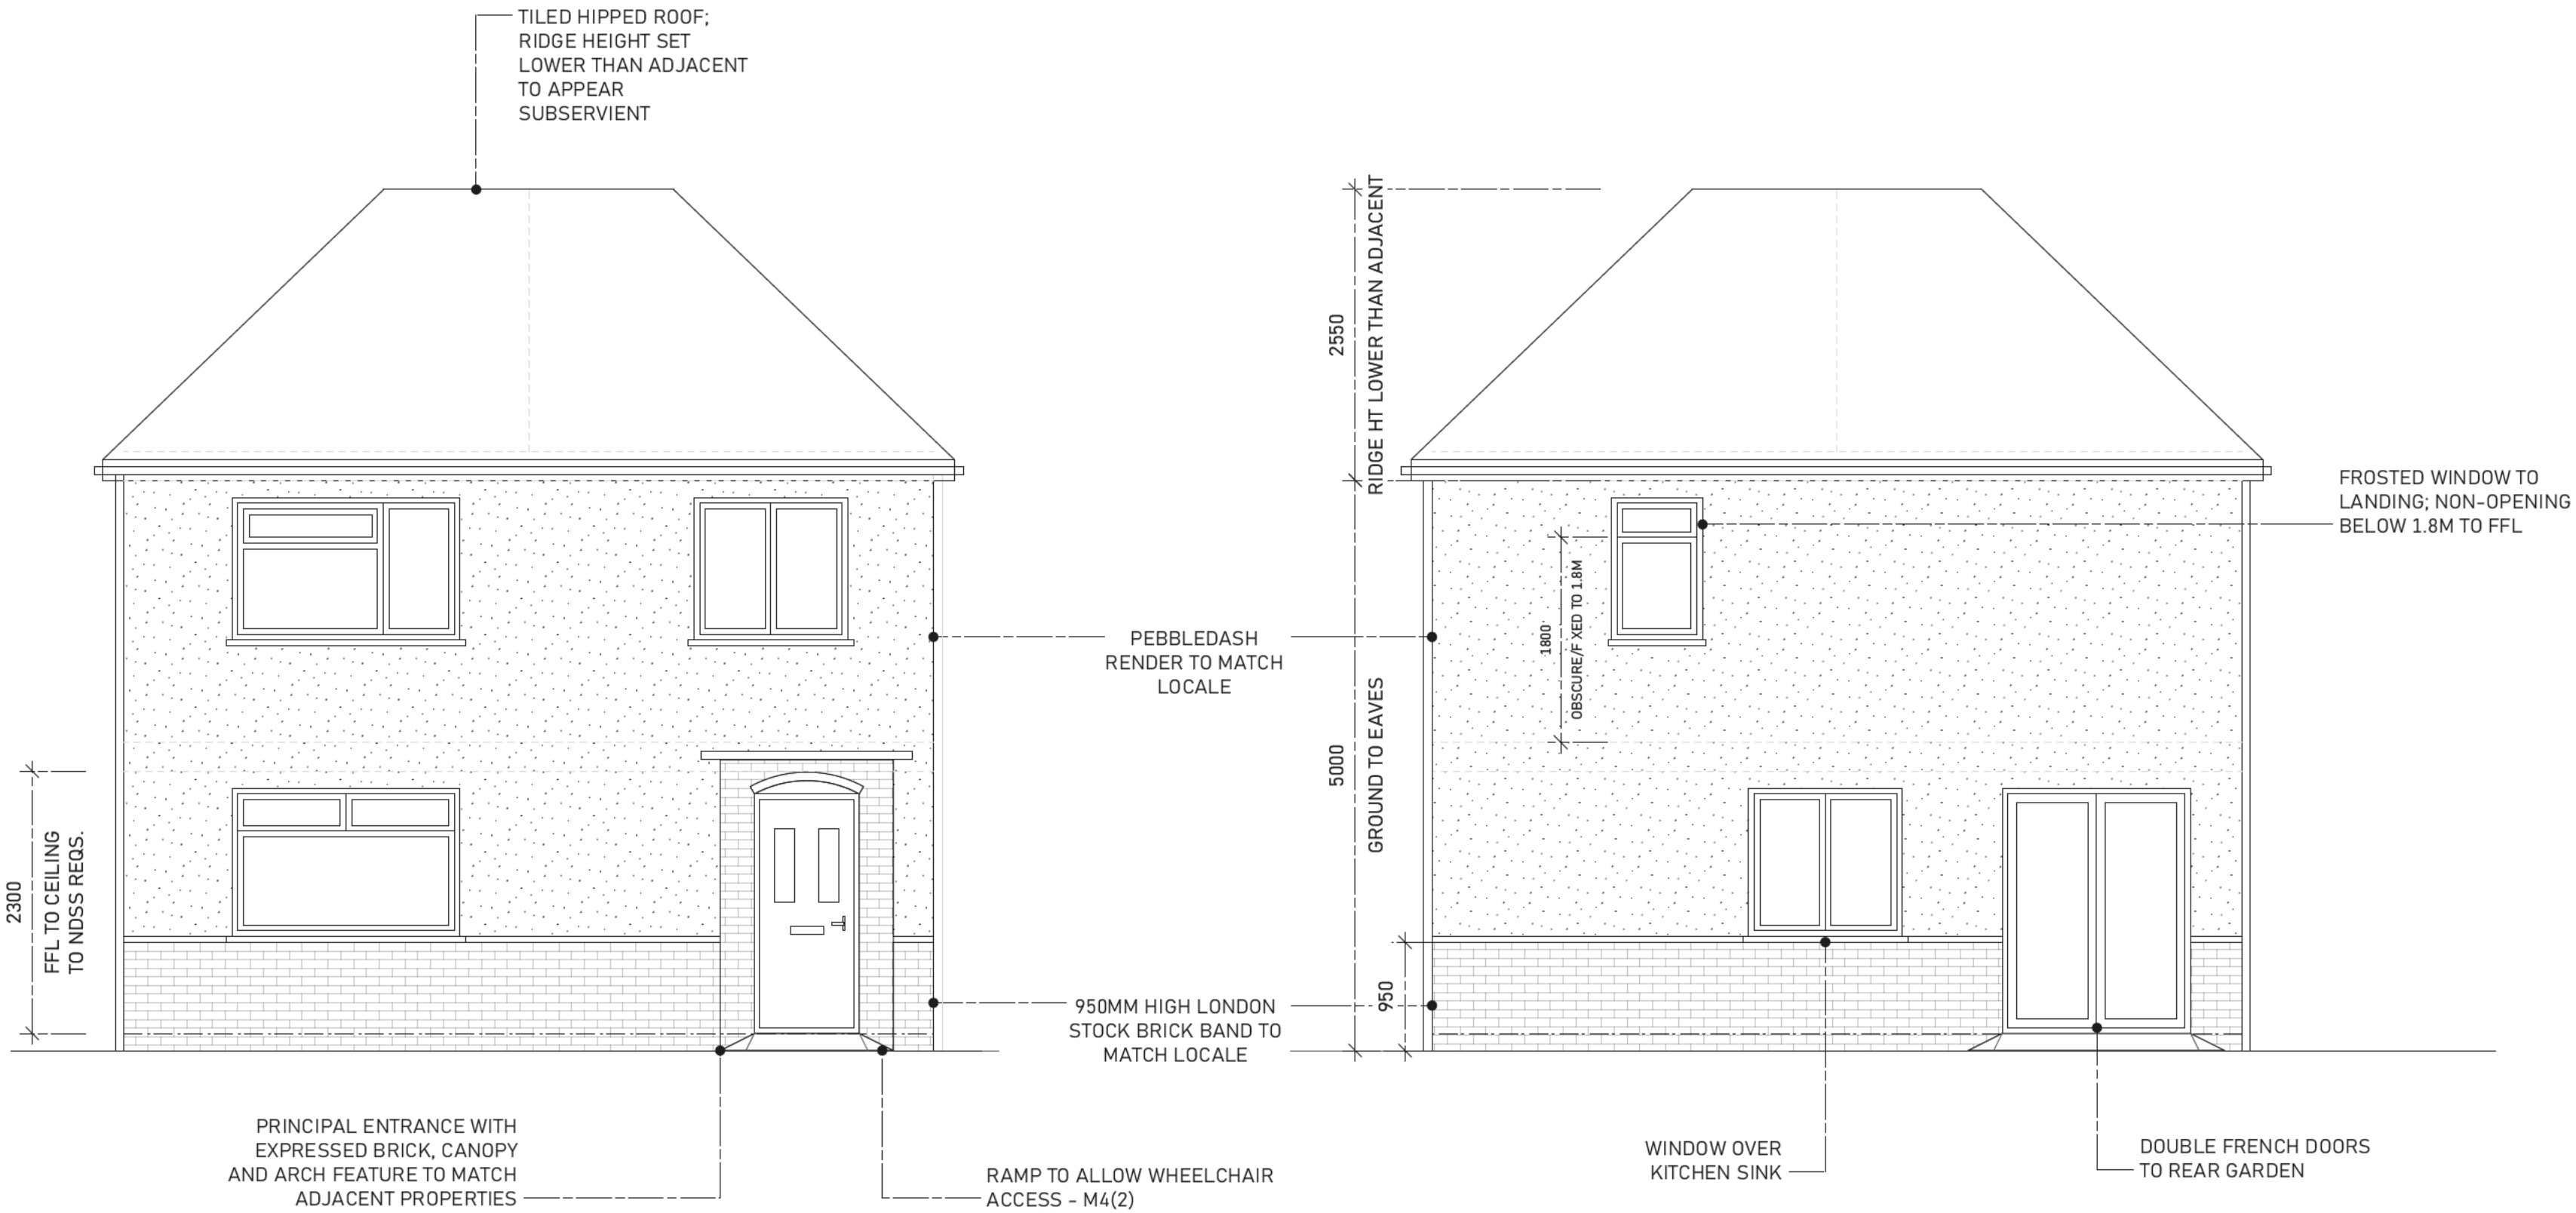 TILED HIPPED ROOF;
RIDGE HEIGHT SET
LOWER THAN ADJACENT
TO APPEAR
SUBSERVIENT
2550
RIDGE HT LOWER THAN ADJACENT
FROSTED WINDOW TO
LANDING; NON-OPENING
BELOW 1.8M TO FFL
1800
OBSCURE/F XED TO 1.8M
PEBBLEDASH
RENDER TO MATCH
LOCALE
5000
GROUND TO EAVES
2300
FFL TO CEILING
TO NDSS REQS.
950MM HIGH LONDON
STOCK BRICK BAND TO
MATCH LOCALE
950
PRINCIPAL ENTRANCE WITH
EXPRESSED BRICK, CANOPY
AND ARCH FEATURE TO MATCH
ADJACENT PROPERTIES
RAMP TO ALLOW WHEELCHAIR
ACCESS - M4(2)
WINDOW OVER
KITCHEN SINK
DOUBLE FRENCH DOORS
TO REAR GARDEN